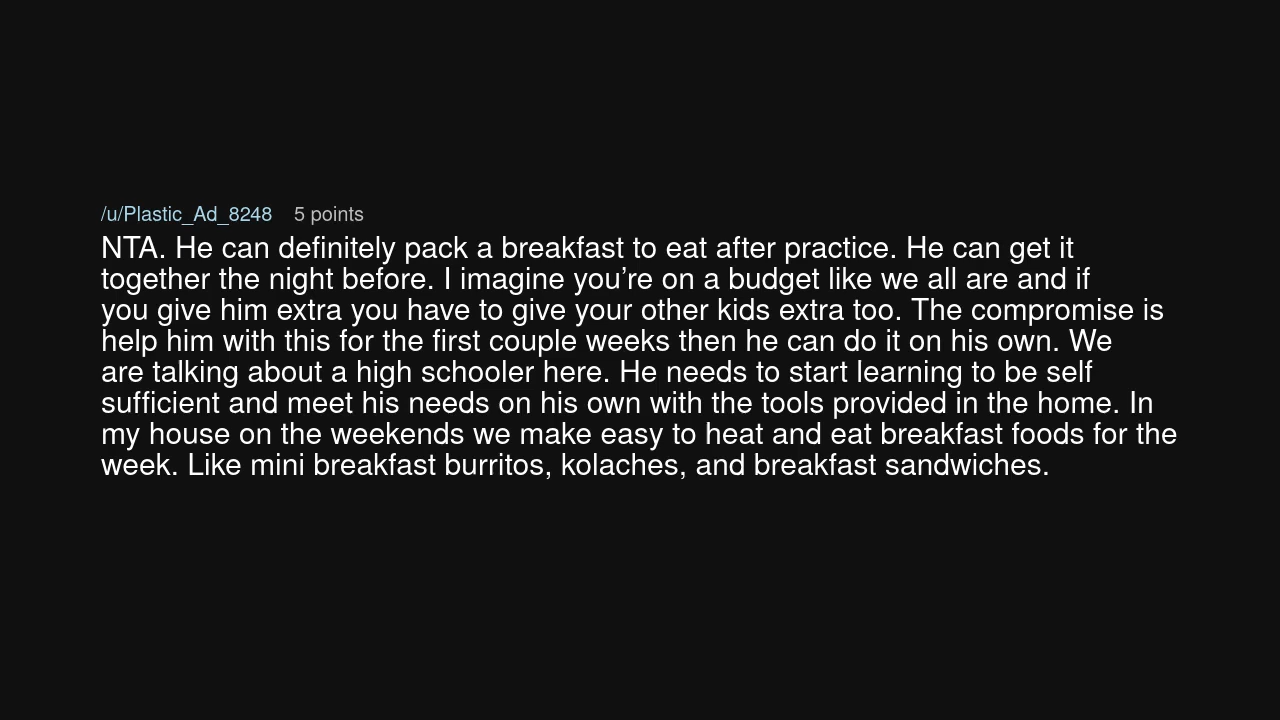 /u/Plastic_Ad_8248 5 points
NTA. He can definitely pack a breakfast to eat after practice. He can get it
together the night before. I imagine you’re on a budget like we all are and if
you give him extra you have to give your other kids extra too. The compromise is
help him with this for the first couple weeks then he can do it on his own. We
are talking about a high schooler here. He needs to start learning to be self
sufficient and meet his needs on his own with the tools provided in the home. In
my house on the weekends we make easy to heat and eat breakfast foods for the
week. Like mini breakfast burritos, kolaches, and breakfast sandwiches.